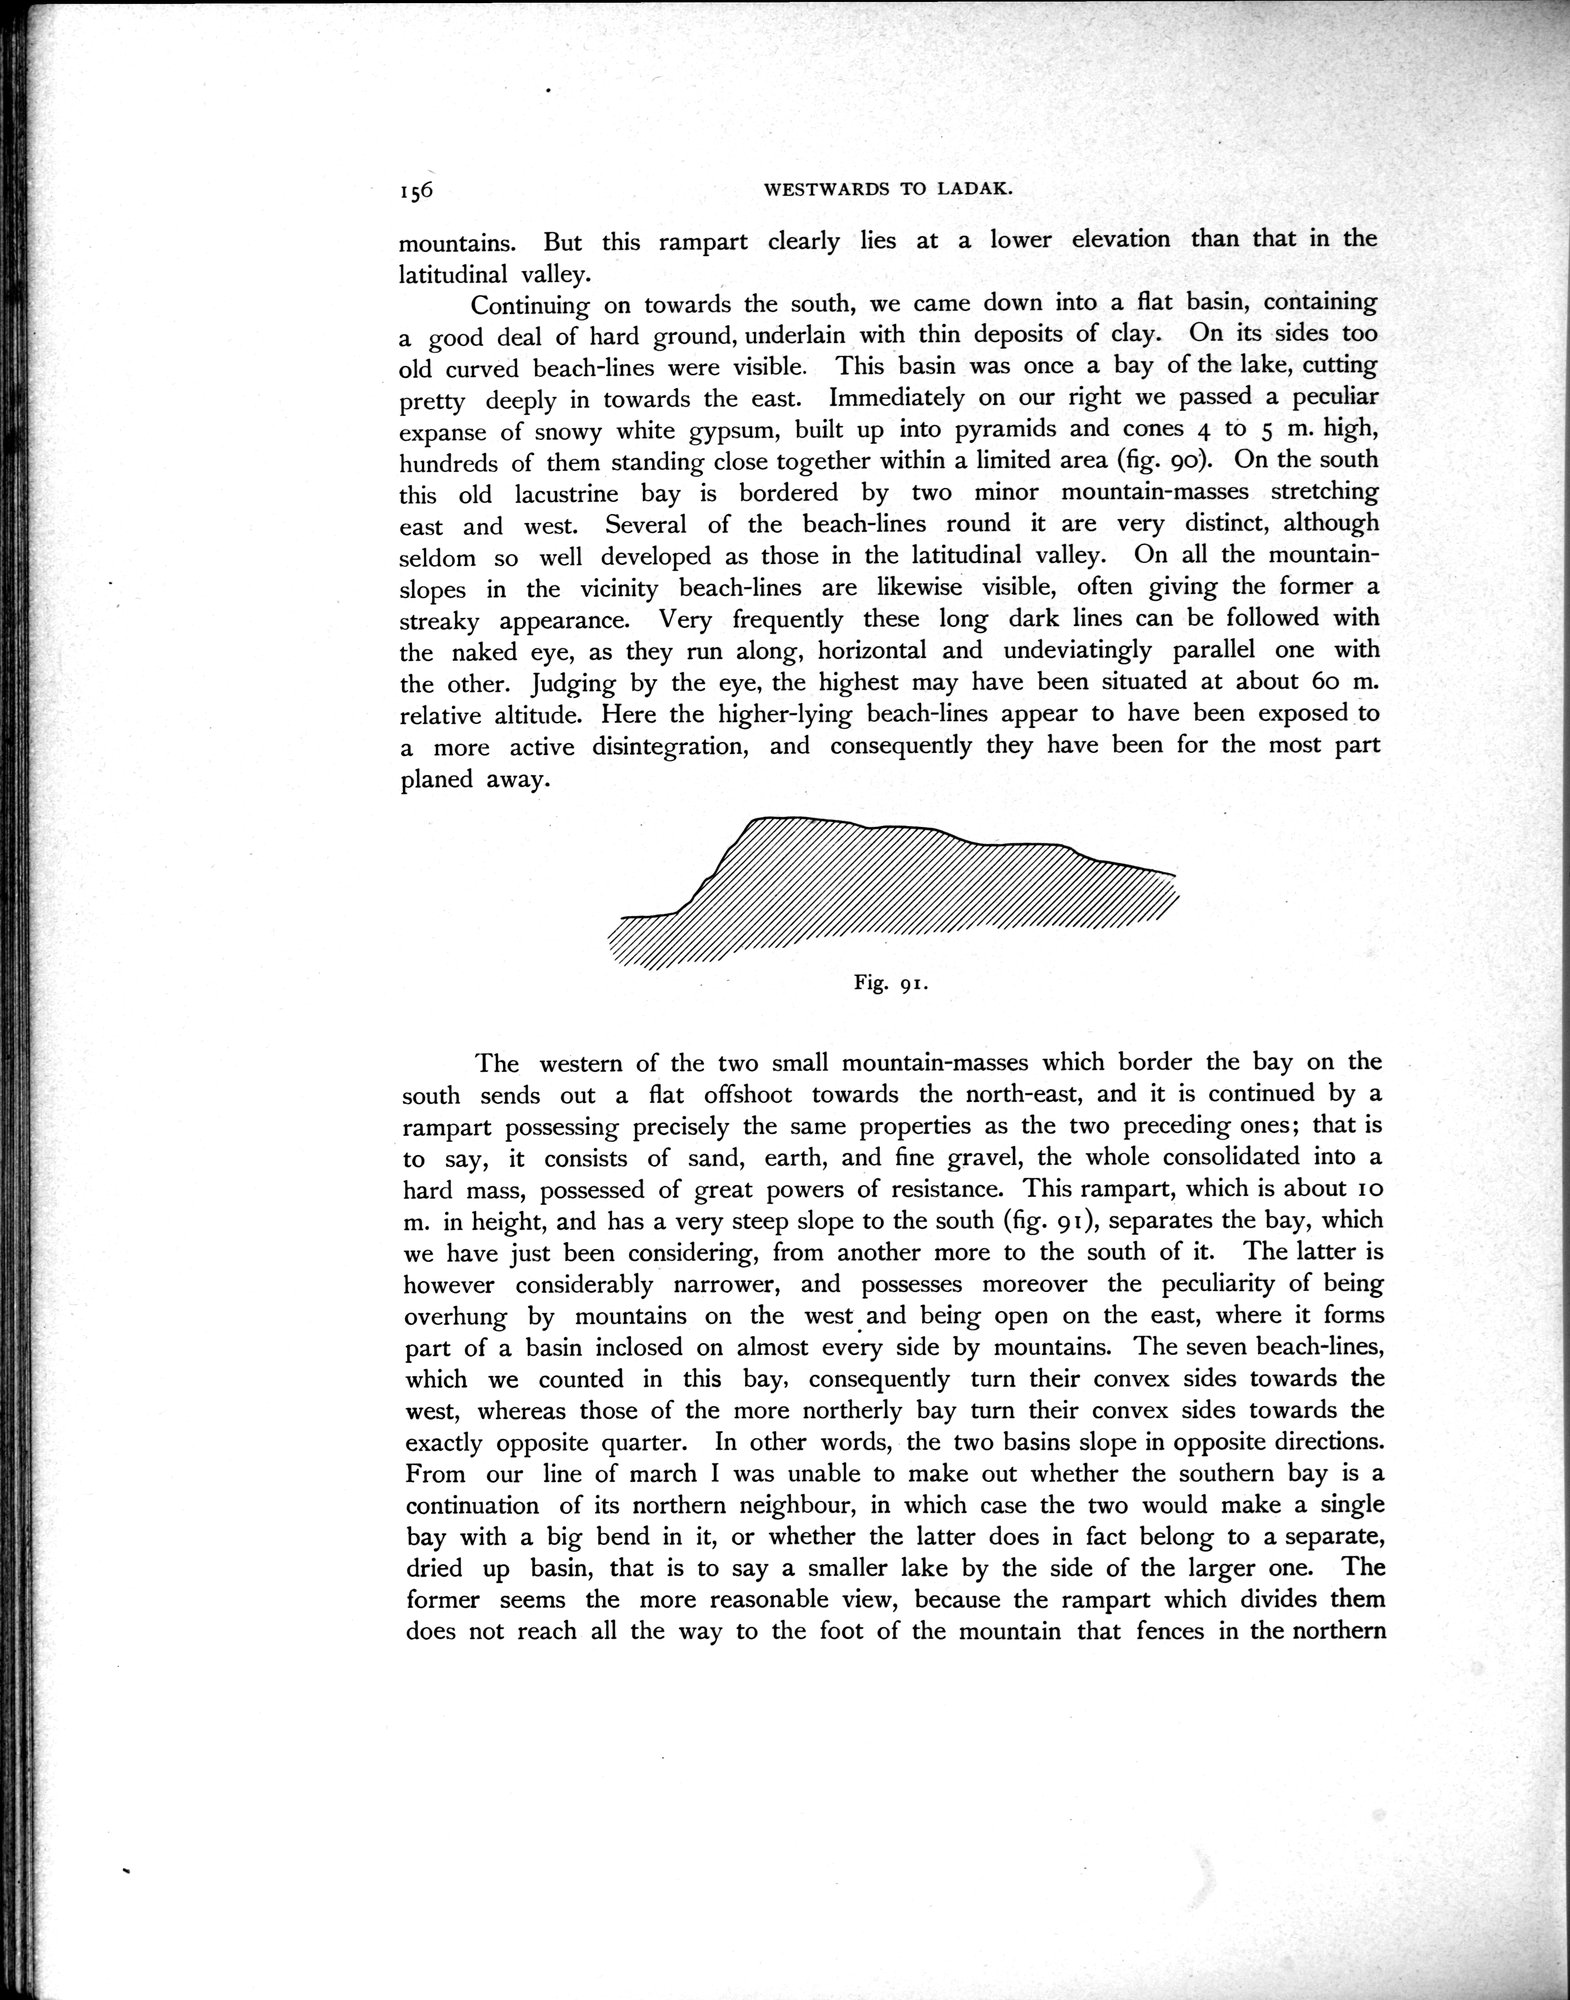 156 WESTWARDS TO LADAK.
mountains. But this rampart clearly lies at a lower elevation than that in the
latitudinal valley.
Continuing on towards the south, we came down into a flat basin, containing
a good deal of hard ground, underlain with thin deposits of clay. On its sides too
old curved beach-lines were visible. This basin was once a bay of the lake, cutting
pretty deeply in towards the east. Immediately on our right we passed a peculiar
expanse of snowy white gypsum, built up into pyramids and cones 4 to 5 m. high,
hundreds of them standing close together within a limited area (fig. 90). On the south
this old lacustrine bay is bordered by two minor mountain-masses stretching
east and west. Several of the beach-lines round it are very distinct, although
seldom so well developed as those in the latitudinal valley. On all the mountain-
slopes in the vicinity beach-lines are likewise visible, often giving the former a
streaky appearance. Very frequently these long dark lines can be followed with
the naked eye, as they run along, horizontal and undeviatingly parallel one with
the other. Judging by the eye, the highest may have been situated at about 60 m.
relative altitude. Here the higher-lying beach-lines appear to have been exposed to
a more active disintegration, and consequently they have been for the most part
planed away.
Fig. 91.
The western of the two small mountain-masses which border the bay on the
south sends out a flat offshoot towards the north-east, and it is continued by a
rampart possessing precisely the same properties as the two preceding ones; that is
to say, it consists of sand, earth, and fine gravel, the whole consolidated into a
hard mass, possessed of great powers of resistance. This rampart, which is about 10
m. in height, and has a very steep slope to the south (fig. 91), separates the bay, which
we have just been considering, from another more to the south of it. The latter is
however considerably narrower, and possesses moreover the peculiarity of being
overhung by mountains on the west and being open on the east, where it forms
part of a basin inclosed on almost every side by mountains. The seven beach-lines,
which we counted in this bay, consequently turn their convex sides towards the
west, whereas those of the more northerly bay turn their convex sides towards the
exactly opposite quarter. In other words, the two basins slope in opposite directions.
From our line of march I was unable to make out whether the southern bay is a
continuation of its northern neighbour, in which case the two would make a single
bay with a big bend in it, or whether the latter does in fact belong to a separate,
dried up basin, that is to say a smaller lake by the side of the larger one. The
former seems the more reasonable view, because the rampart which divides them
does not reach all the way to the foot of the mountain that fences in the northern